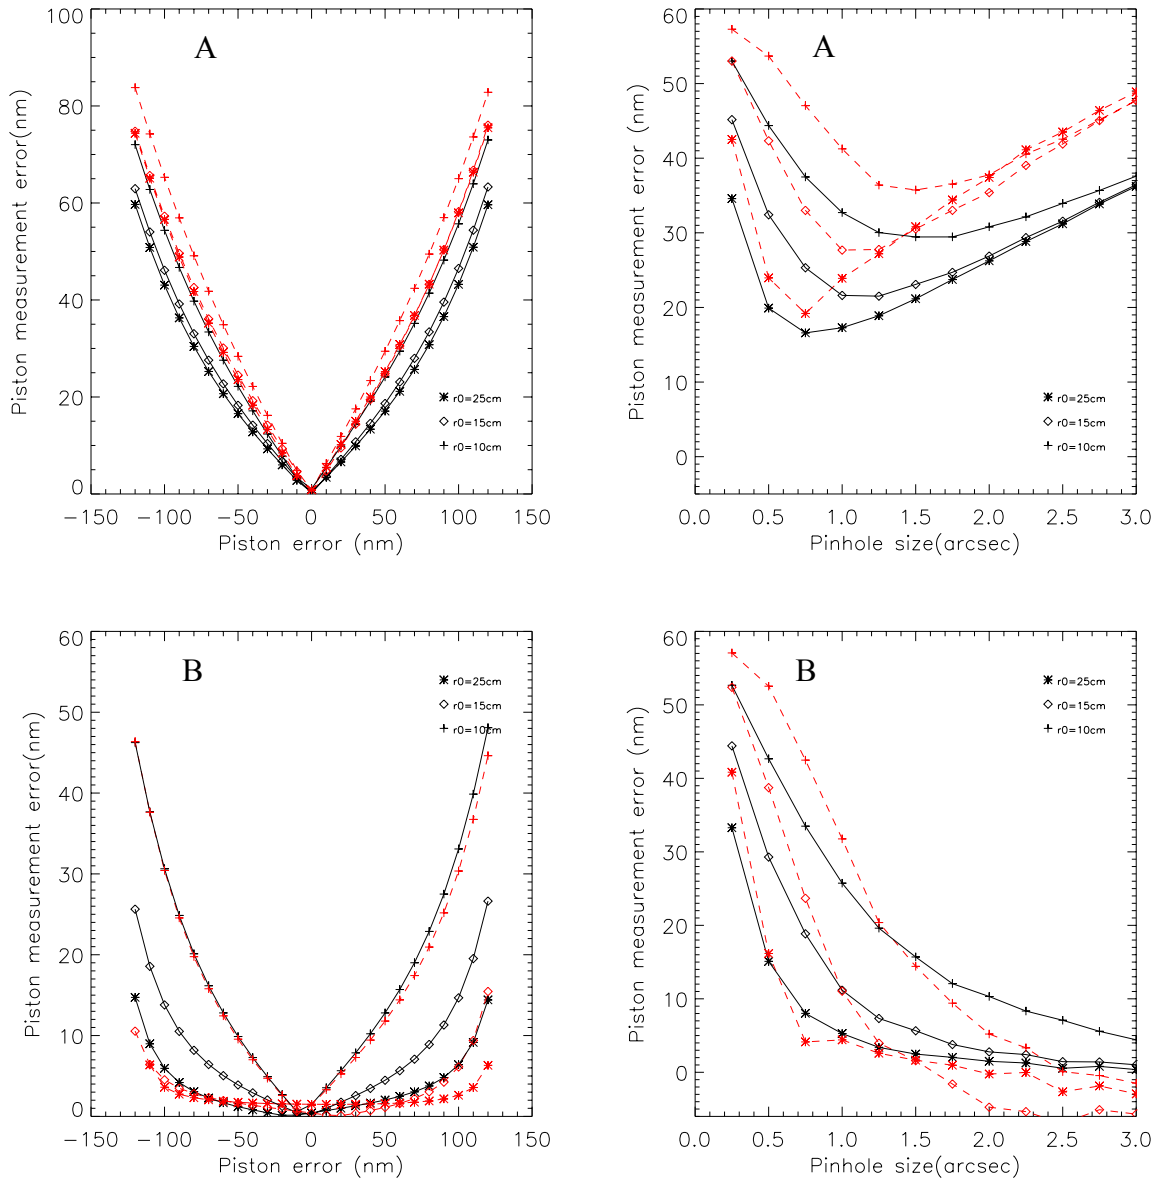 100
80
60
40
20
0
A
Piston measurement error(nm)
r0=25cm
r0=15cm
r0=10cm
−150 −100 −50 0 50 100 150
Piston error (nm)
60
50
40
30
20
10
0
A
Piston measurement error (nm)
r0=25cm
r0=15cm
r0=10cm
0.0 0.5 1.0 1.5 2.0 2.5 3.0
Pinhole size(arcsec)
60
50
40
30
20
10
0
B
Piston measurement error(nm)
r0=25cm
r0=15cm
r0=10cm
−150 −100 −50 0 50 100 150
Piston error (nm)
60
50
40
30
20
10
0
B
Piston measurement error (nm)
r0=25cm
r0=15cm
r0=10cm
0.0 0.5 1.0 1.5 2.0 2.5 3.0
Pinhole size(arcsec)